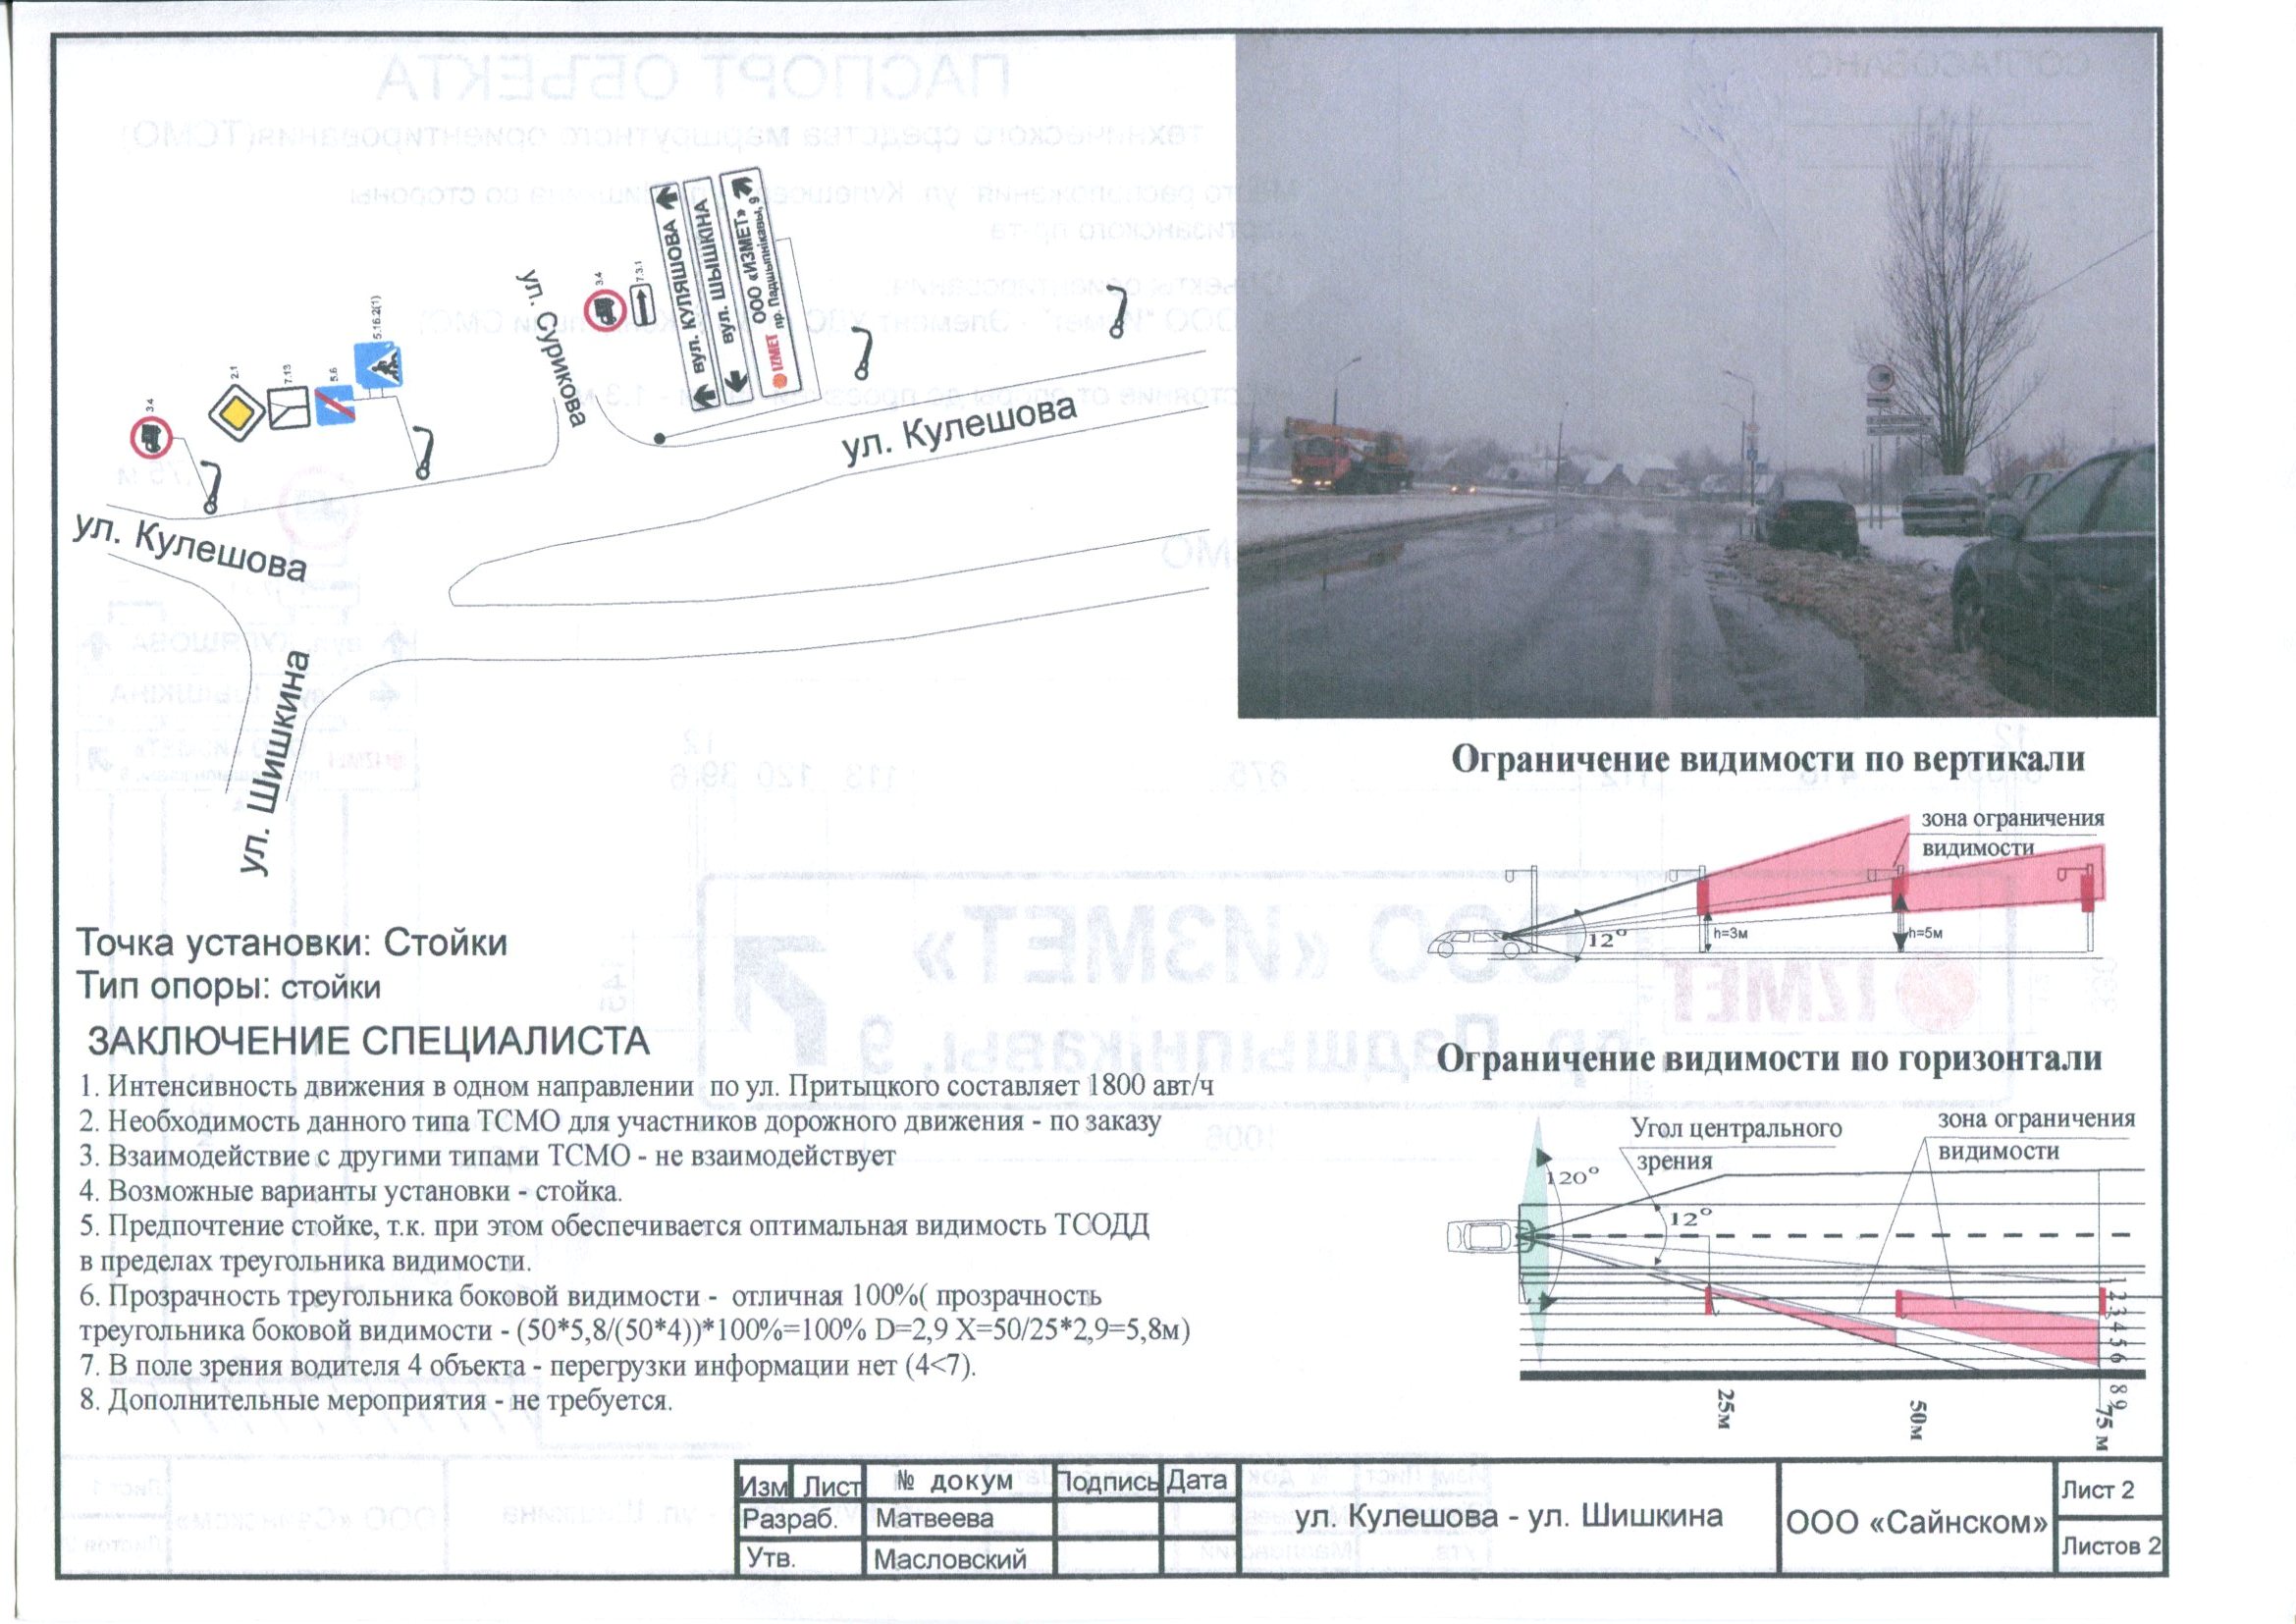 3.4
2.1
7.13
5.6
5.16.2(1)
ул. Сурикова
3.4
7.3.1
вул. КУЛЯШОВА
вул. ШЫШКІНА
ООО «ИЗМЕТ»
IZMET пр. Падшыпнікавы, 9
ул. Кулешова
ул. Кулешова
ул. Шишкина
Точка установки: Стойки
Тип опоры: стойки
ЗАКЛЮЧЕНИЕ СПЕЦИАЛИСТА
1. Интенсивность движения в одном направлении по ул. Притыцкого составляет 1800 авт/ч
2. Необходимость данного типа ТСМО для участников дорожного движения - по заказу
3. Взаимодействие с другими типами ТСМО - не взаимодействует
4. Возможные варианты установки - стойка.
5. Предпочтение стойке, т.к. при этом обеспечивается оптимальная видимость ТСОДД
в пределах треугольника видимости.
6. Прозрачность треугольника боковой видимости - отличная 100%( прозрачность
треугольника боковой видимости - (50*5,8/(50*4))*100%=100% D=2,9 X=50/25*2,9=5,8м)
7. В поле зрения водителя 4 объекта - перегрузки информации нет (4<7).
8. Дополнительные мероприятия - не требуется.
Ограничение видимости по вертикали
зона ограничения
видимости
12°
h=3м
h=5м
Ограничение видимости по горизонтали
Угол центрального
зрения
зона ограничения
видимости
120°
12°
1 2 3 4 5 6 8 9
25м
50м
75 м
Изм Лист № докум Подпись Дата
Разраб. Матвеева
Утв. Масловский
ул. Кулешова - ул. Шишкина
ООО «Сайнском»
Лист 2
Листов 2